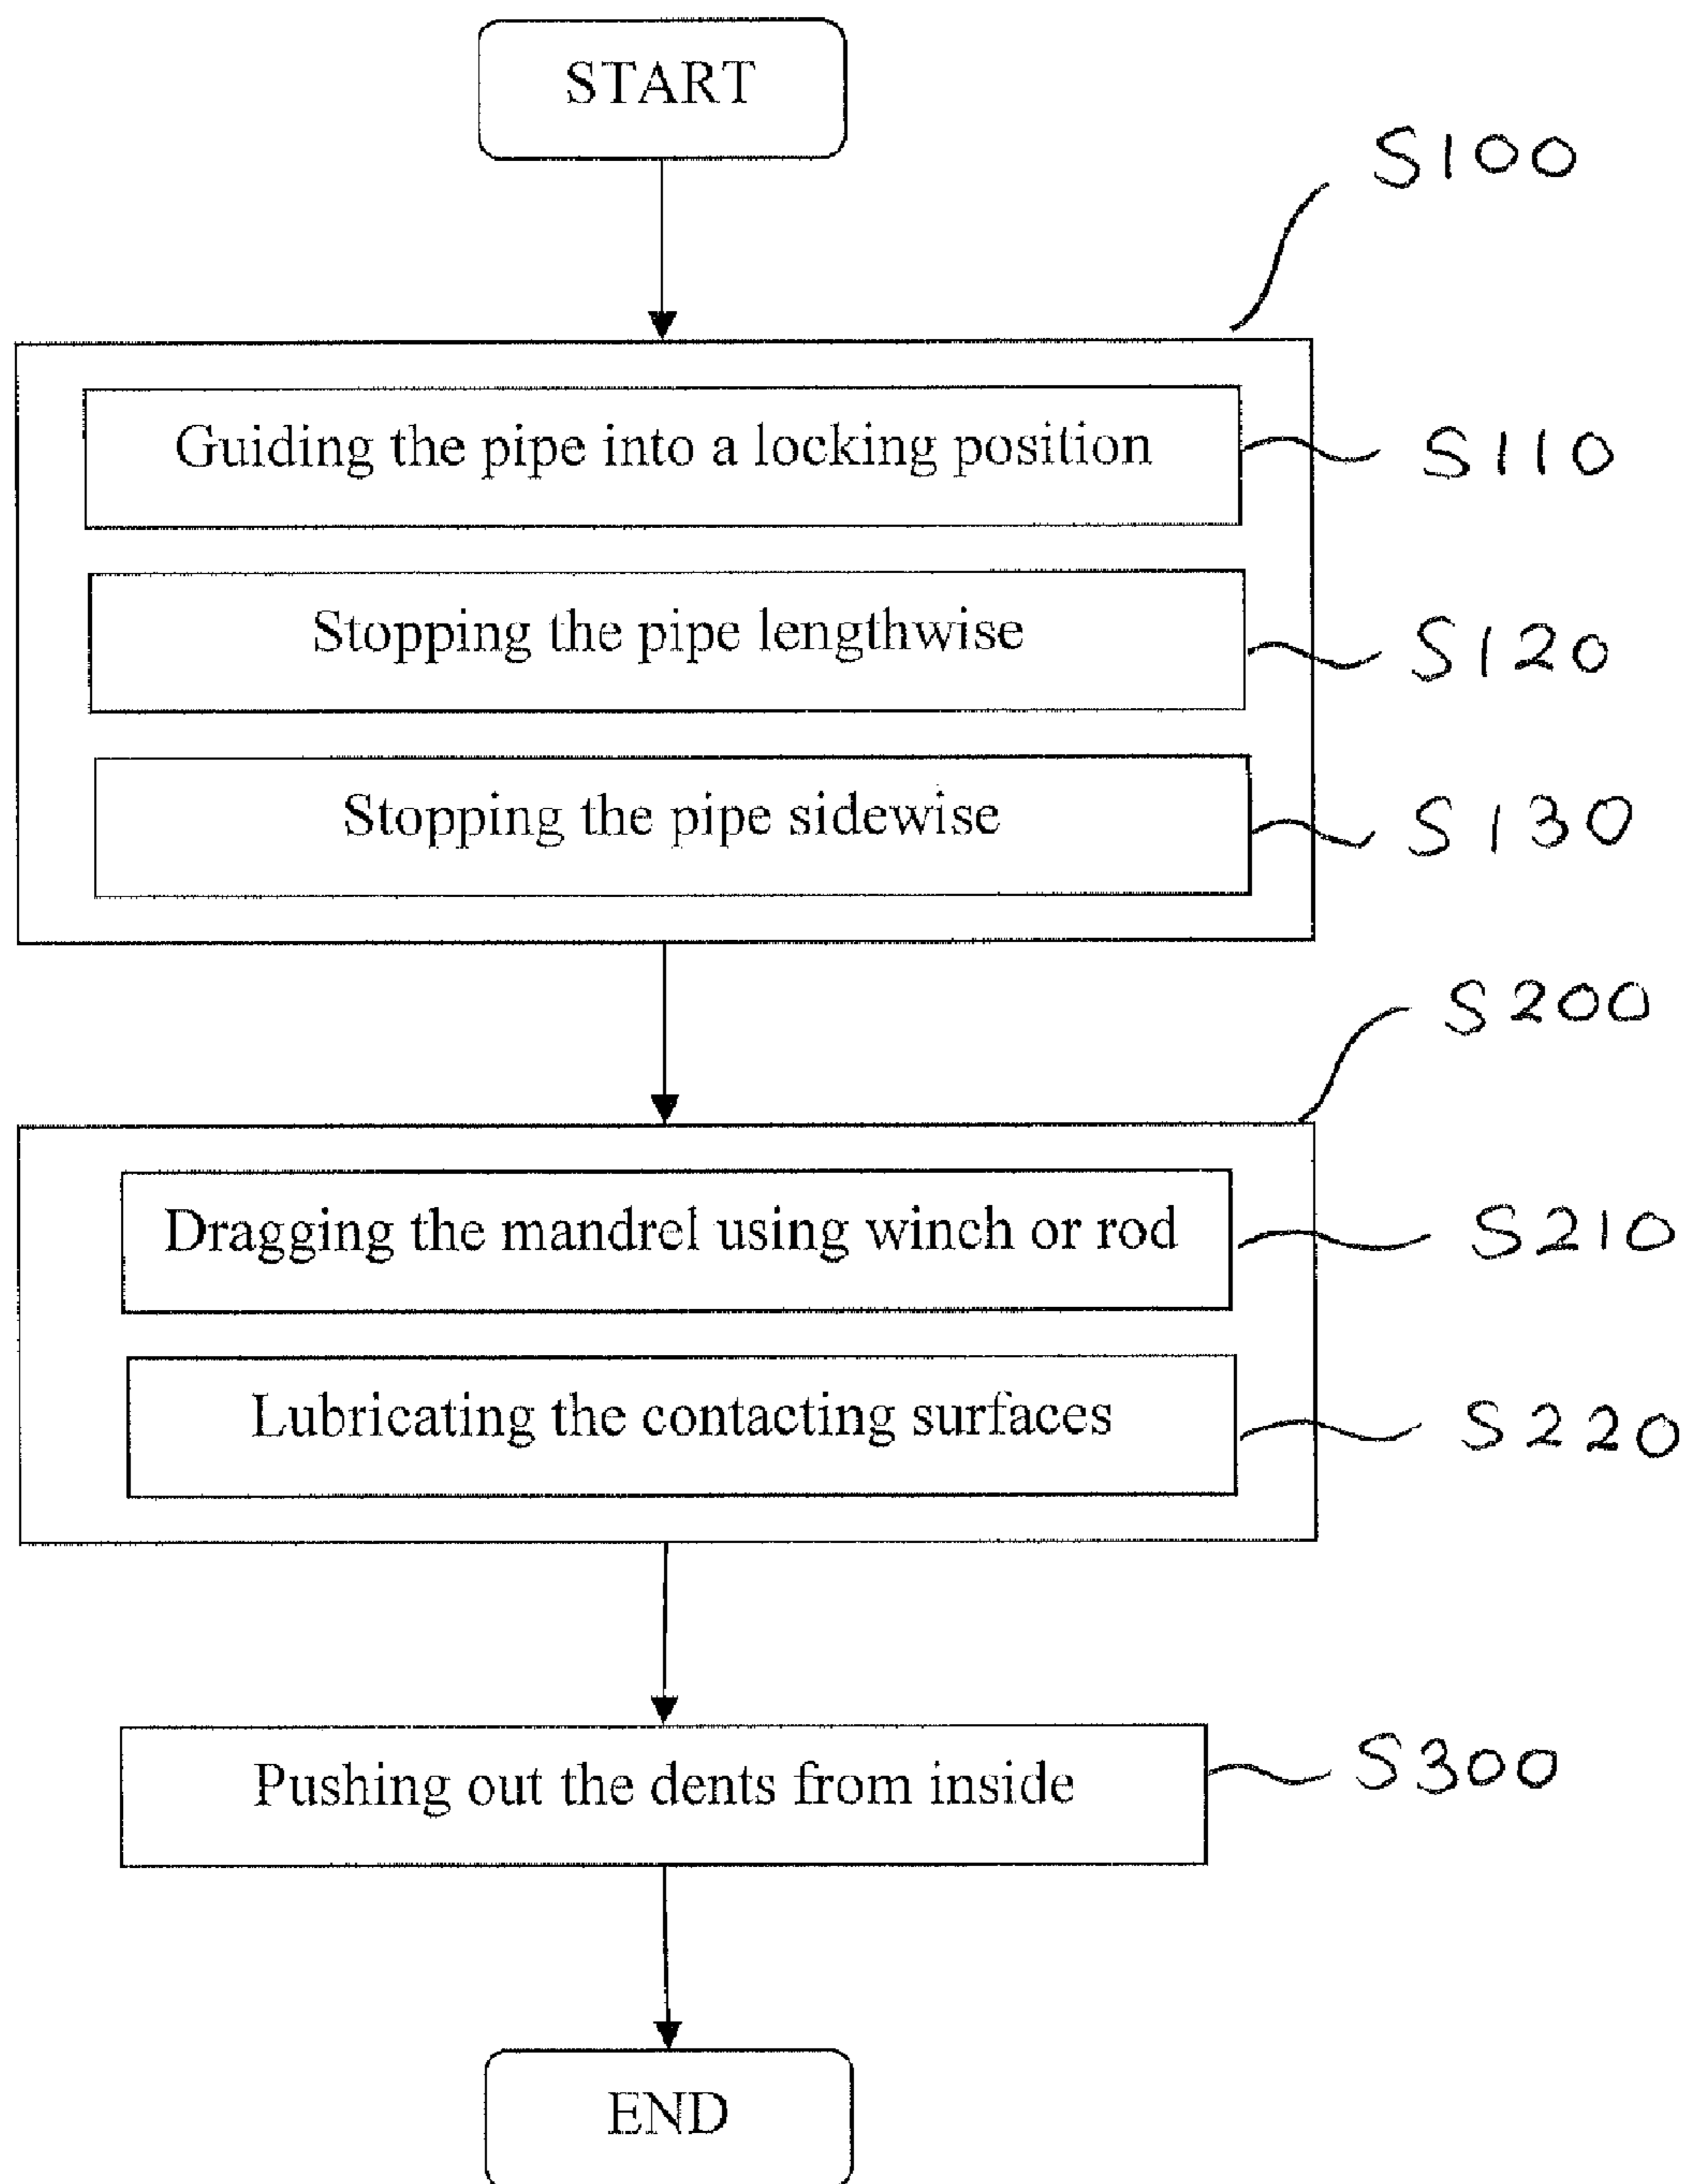 START
S100
Guiding the pipe into a locking position
S110
Stopping the pipe lengthwise
S120
Stopping the pipe sidewise
S130
S200
Dragging the mandrel using winch or rod
S210
Lubricating the contacting surfaces
S220
Pushing out the dents from inside
S300
END